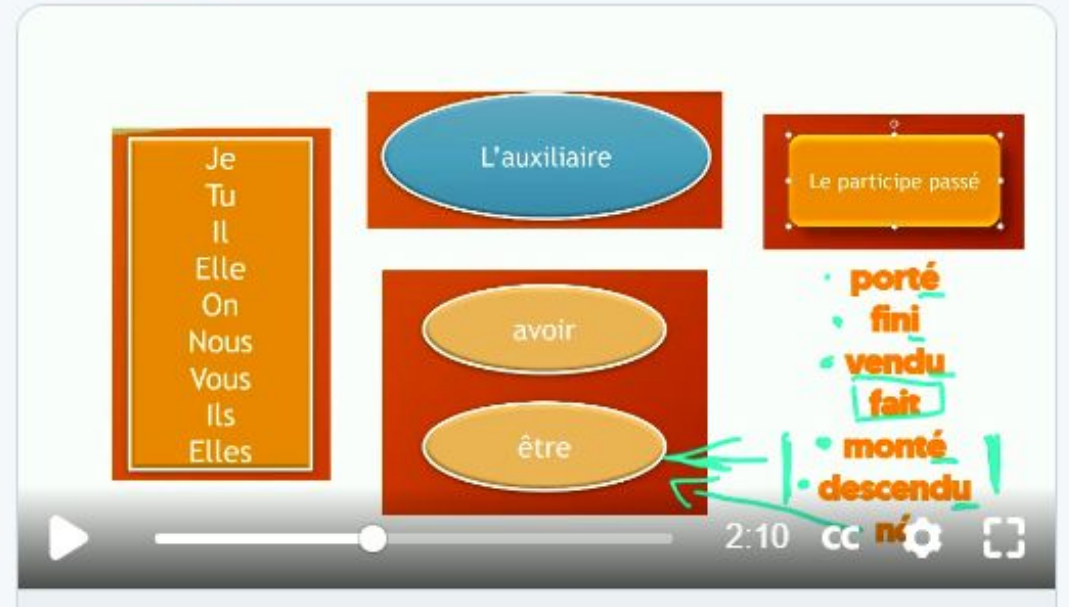 Je
Tu
Il
Elle
On
Nous
Vous
Ils
Elles
L'auxiliaire
avoir
être
Le participe passé
porté
fini
vendu
fait
monté
descendu
né
2:10
CC